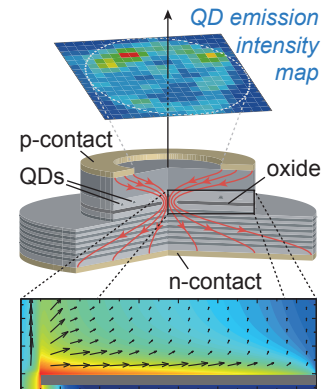 QD emission
intensity
map
p-contact
QDs
oxide
n-contact